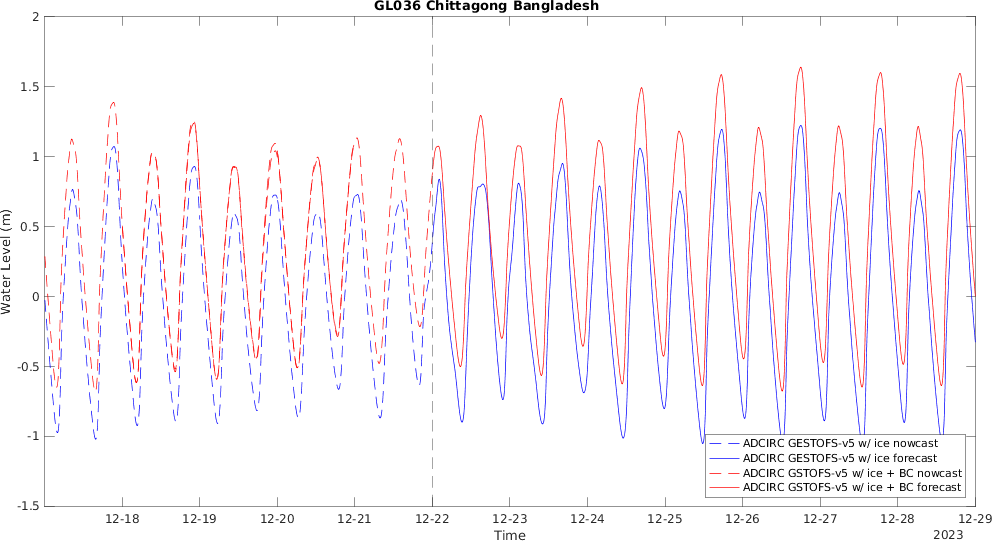 GL036 Chittagong Bangladesh
2
1.5
1
0.5
0
-0.5
-1
-1.5
Water Level (m)
12-18 12-19 12-20 12-21 12-22 12-23 12-24 12-25 12-26 12-27 12-28 12-29
Time
2023
ADCIRC GESTOFS-v5 w/ ice nowcast
ADCIRC GESTOFS-v5 w/ ice forecast
ADCIRC GSTOFS-v5 w/ ice + BC nowcast
ADCIRC GSTOFS-v5 w/ ice + BC forecast